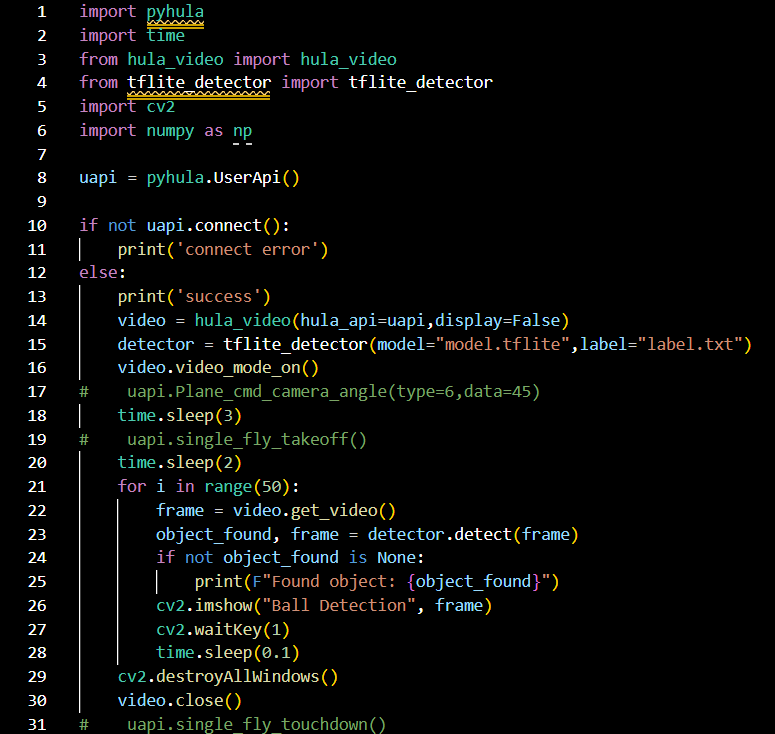 1 import pyhula
2 import time
3 from hula_video import hula_video
4 from tflite_detector import tflite_detector
5 import cv2
6 import numpy as np
7
8 uapi = pyhula.UserApi()
9
10 if not uapi.connect():
11     print('connect error')
12 else:
13     print('success')
14     video = hula_video(hula_api=uapi,display=False)
15     detector = tflite_detector(model="model.tflite",label="label.txt")
16     video.video_mode_on()
17 #    uapi.Plane_cmd_camera_angle(type=6,data=45)
18     time.sleep(3)
19 #    uapi.single_fly_takeoff()
20     time.sleep(2)
21     for i in range(50):
22         frame = video.get_video()
23         object_found, frame = detector.detect(frame)
24         if not object_found is None:
25             print(F"Found object: {object_found}")
26         cv2.imshow("Ball Detection", frame)
27         cv2.waitKey(1)
28         time.sleep(0.1)
29     cv2.destroyAllWindows()
30     video.close()
31 #    uapi.single_fly_touchdown()